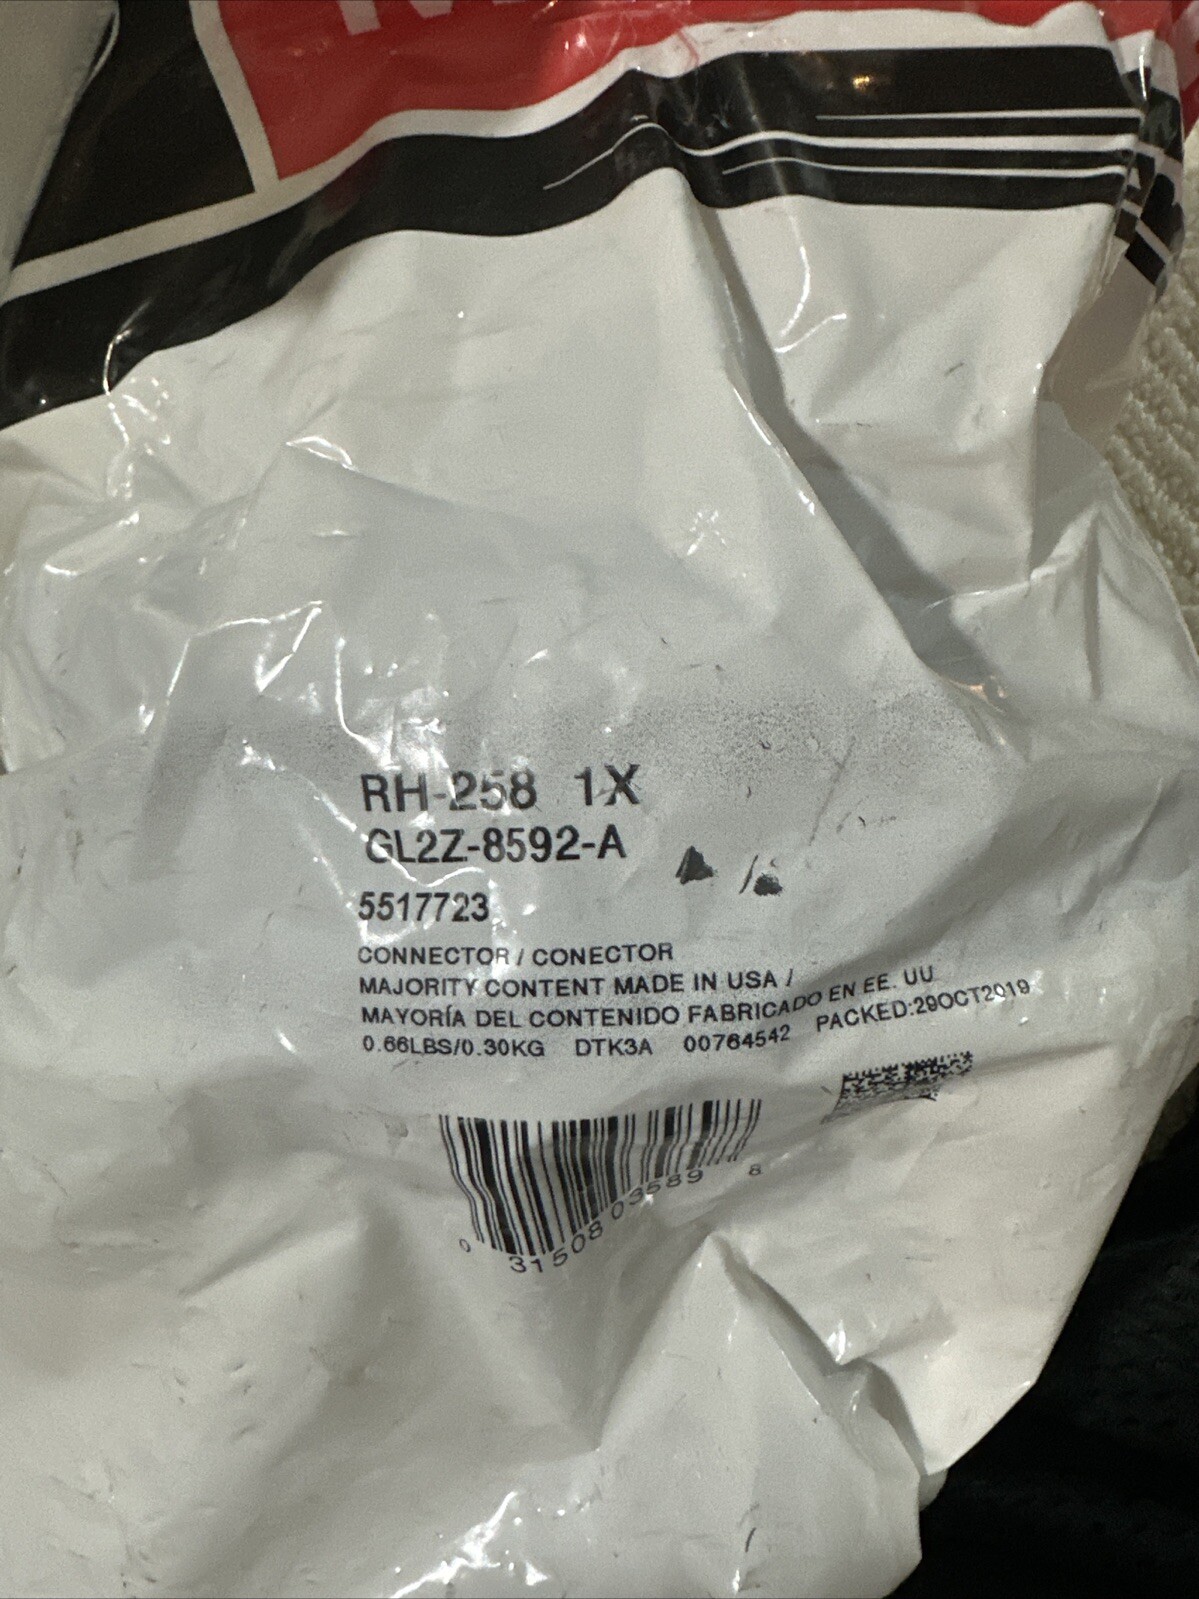 RH-258 1X
GL2Z-8592-A
5517723
CONNECTOR / CONECTOR
MAJORITY CONTENT MADE IN USA /
MAYORÍA DEL CONTENIDO FABRICADO EN EE. UU
0.66LBS/0.30KG DTK3A 00764542 PACKED:29OCT2019
0 31508 03589 8